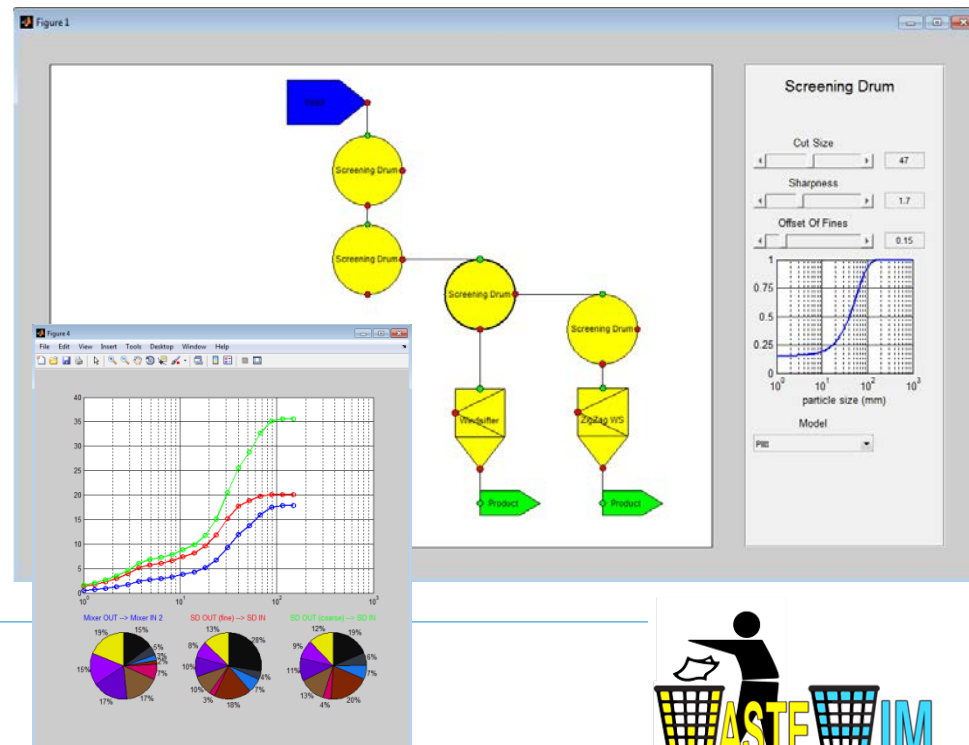 Figure 1
Feed
Screening Drum
Screening Drum
Screening Drum
Screening Drum
Windsifter
ZigZag WS
Product
Product
Screening Drum
Cut Size
47
Sharpness
1.7
Offset Of Fines
0.15
1
0.75
0.5
0.25
0
10^0 10^1 10^2 10^3
particle size (mm)
Model
Plitt
Figure 4
File Edit View Insert Tools Desktop Window Help
40
35
30
25
20
15
10
5
0
10^0 10^1 10^2 10^3
Mixer OUT --> Mixer IN 2
19%
15%
5%
2%
7%
17%
17%
15%
SD OUT (fine) --> SD IN
13%
28%
4%
7%
18%
3%
10%
10%
8%
SD OUT (coarse) --> SD IN
12%
19%
6%
7%
20%
4%
13%
11%
9%
ASTE IM